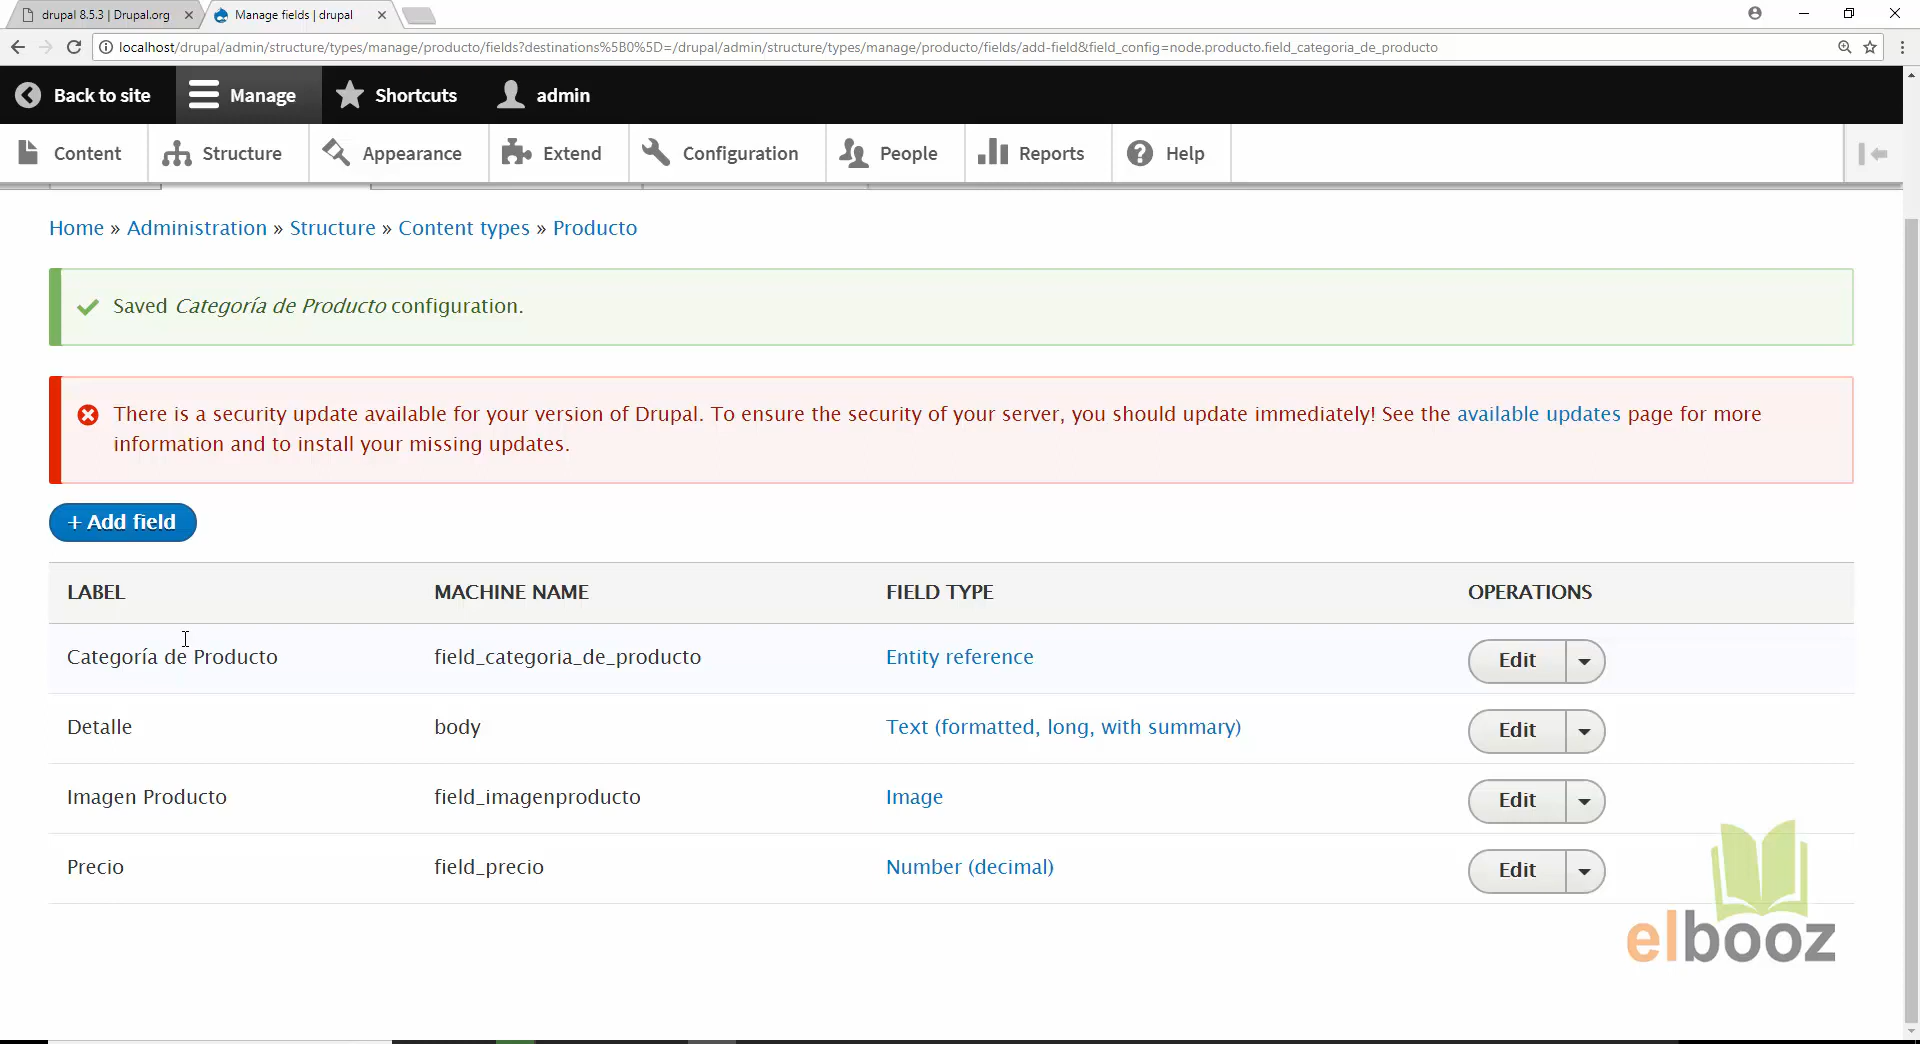 drupal 8.5.3 | Drupal.org
Manage fields | drupal
localhost/drupal/admin/structure/types/manage/producto/fields?destinations%5B0%5D=/drupal/admin/structure/types/manage/producto/fields/add-field&field_config=node.producto.field_categoria_de_producto
Back to site Manage Shortcuts admin
Content Structure Appearance Extend Configuration People Reports Help
Home » Administration » Structure » Content types » Producto
Saved Categoría de Producto configuration.
There is a security update available for your version of Drupal. To ensure the security of your server, you should update immediately! See the available updates page for more
information and to install your missing updates.
+ Add field
LABEL MACHINE NAME FIELD TYPE OPERATIONS
Categoría de Producto field_categoria_de_producto Entity reference Edit
Detalle body Text (formatted, long, with summary) Edit
Imagen Producto field_imagenproducto Image Edit
Precio field_precio Number (decimal) Edit
elbooz